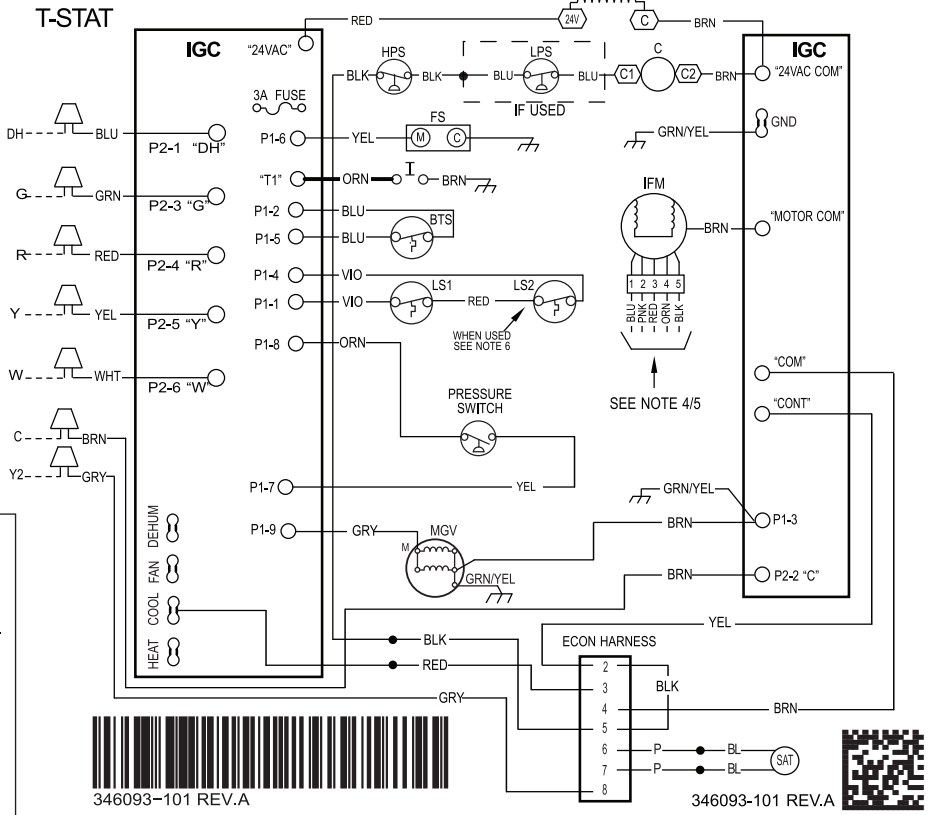 T-STAT
RED
24V
C
BRN
IGC
"24VAC"
HPS
LPS
C
IGC
"24VAC COM"
BLK
BLK
BLU
BLU
C1
C2
BRN
IF USED
3A FUSE
FS
GND
GRN/YEL
DH
BLU
P2-1 "DH"
P1-6
YEL
M
C
"T1"
ORN
I
BRN
IFM
G
GRN
P2-3 "G"
P1-2
BLU
BTS
"MOTOR COM"
BRN
P1-5
BLU
R
RED
P2-4 "R"
P1-4
VIO
1 2 3 4 5
LS1
LS2
P1-1
VIO
RED
BLU
PNK
RED
ORN
BLK
Y
YEL
P2-5 "Y"
WHEN USED
SEE NOTE 6
P1-8
ORN
"COM"
W
WHT
P2-6 "W"
PRESSURE
SWITCH
SEE NOTE 4/5
"CONT"
C
BRN
Y2
GRY
P1-7
YEL
GRN/YEL
P1-9
GRY
MGV
M
BRN
P1-3
DEHUM
FAN
GRN/YEL
BRN
P2-2 "C"
COOL
YEL
HEAT
BLK
ECON HARNESS
RED
2
BLK
3
GRY
4
BRN
5
6
P
BL
SAT
7
P
BL
8
346093-101 REV.A
346093-101 REV.A